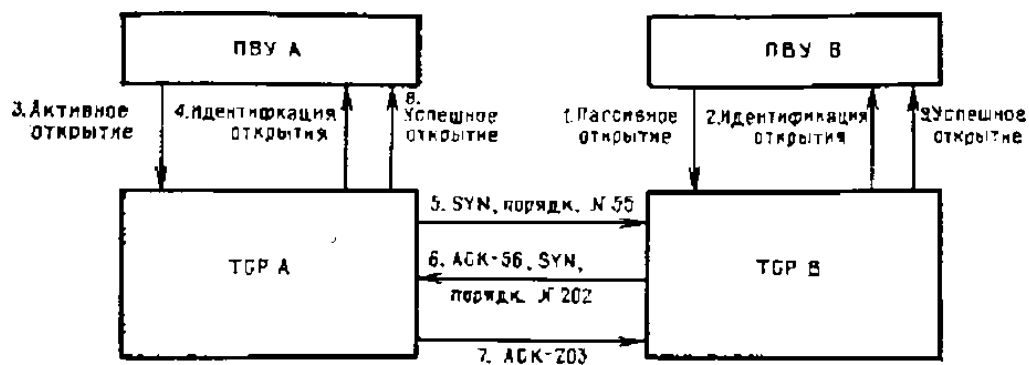 ПВУ А
ПВУ В
3.Активное
открытие
4.Идентификация
открытия
8.
Успешное
открытие
1.Пассивное
открытие
2.Идентификация
открытия
9.Успешное
открытие
5. SYN, порядк. N 55
TCP A
6. ACK-56, SYN,
порядк. N 202
TCP B
7. ACK-203